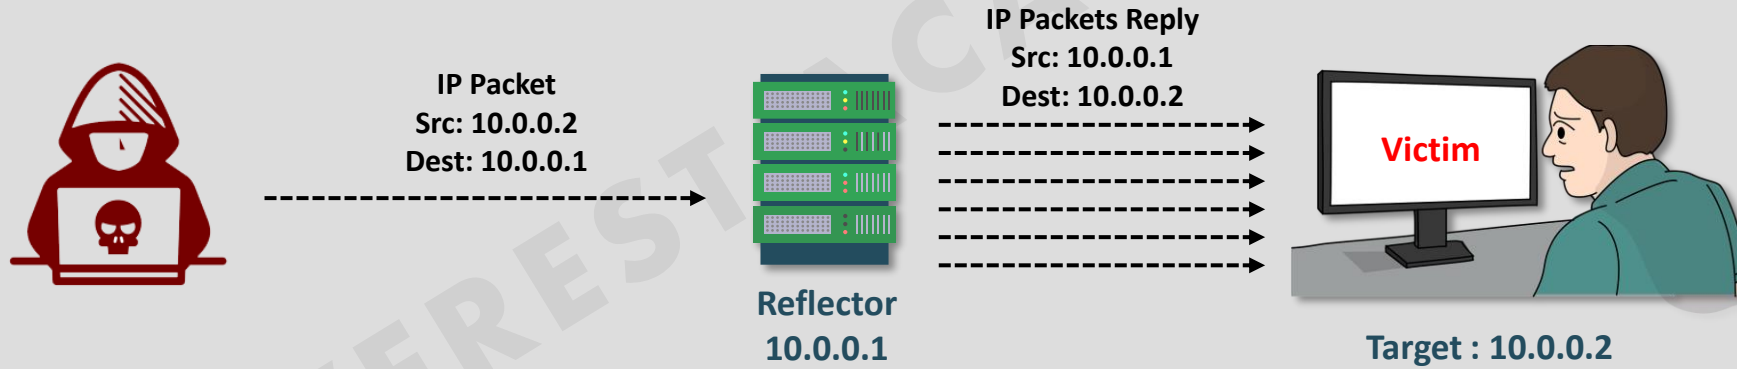 IP Packet
Src: 10.0.0.2
Dest: 10.0.0.1
Reflector
10.0.0.1
IP Packets Reply
Src: 10.0.0.1
Dest: 10.0.0.2
Victim
Target : 10.0.0.2